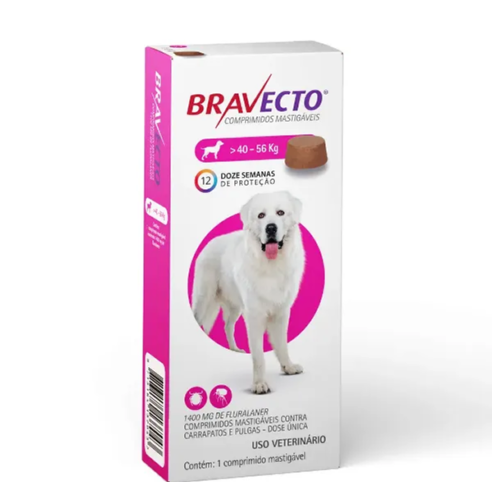 BRAVECTO®
COMPRIMIDOS MASTIGÁVEIS
> 40 – 56 Kg
12
DOZE SEMANAS
DE PROTEÇÃO
1400 MG DE FLURALANER
COMPRIMIDOS MASTIGÁVEIS CONTRA
CARRAPATOS E PULGAS – DOSE ÚNICA
USO VETERINÁRIO
Contém: 1 comprimido mastigável
BRAVECTO